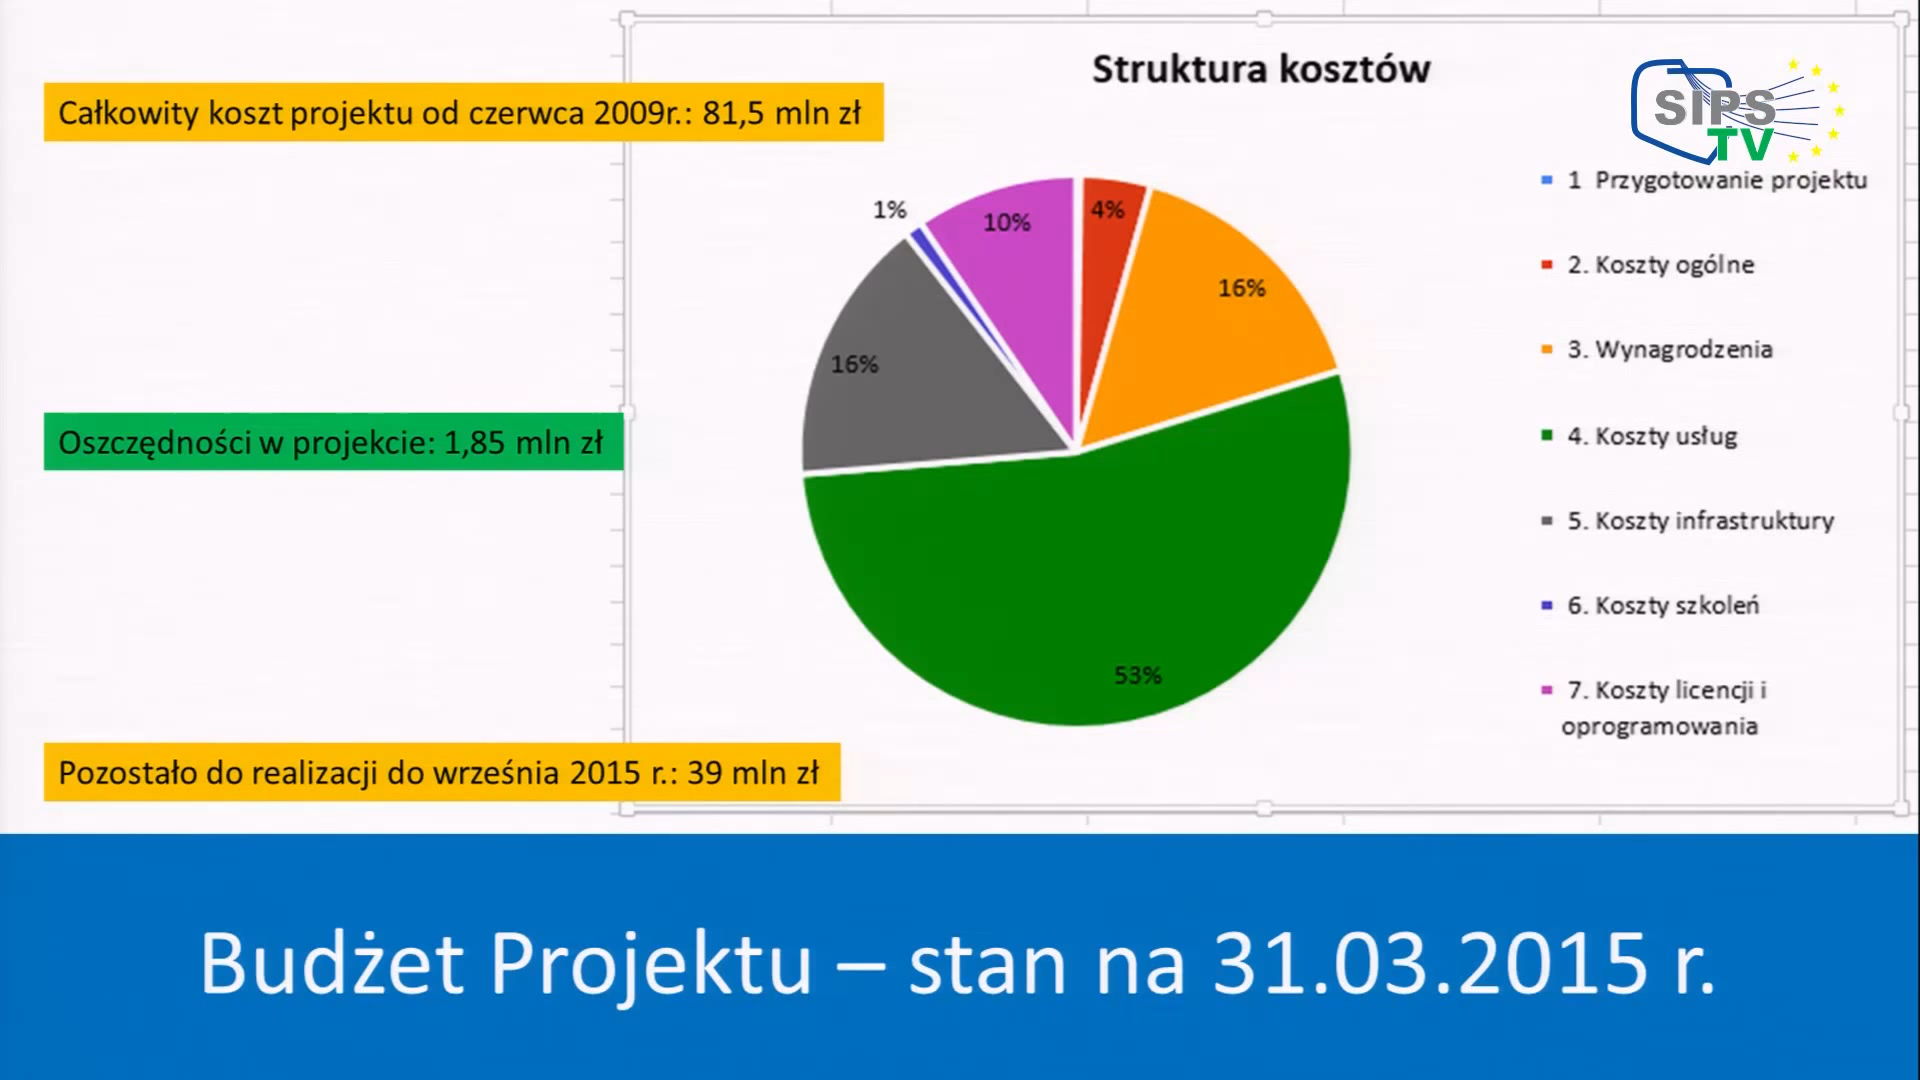 Struktura kosztów
SIPS
TV
Całkowity koszt projektu od czerwca 2009r.: 81,5 mln zł
1 Przygotowanie projektu
2. Koszty ogólne
3. Wynagrodzenia
4. Koszty usług
5. Koszty infrastruktury
6. Koszty szkoleń
7. Koszty licencji i
oprogramowania
1%
10%
4%
16%
16%
53%
Oszczędności w projekcie: 1,85 mln zł
Pozostało do realizacji do września 2015 r.: 39 mln zł
Budżet Projektu – stan na 31.03.2015 r.